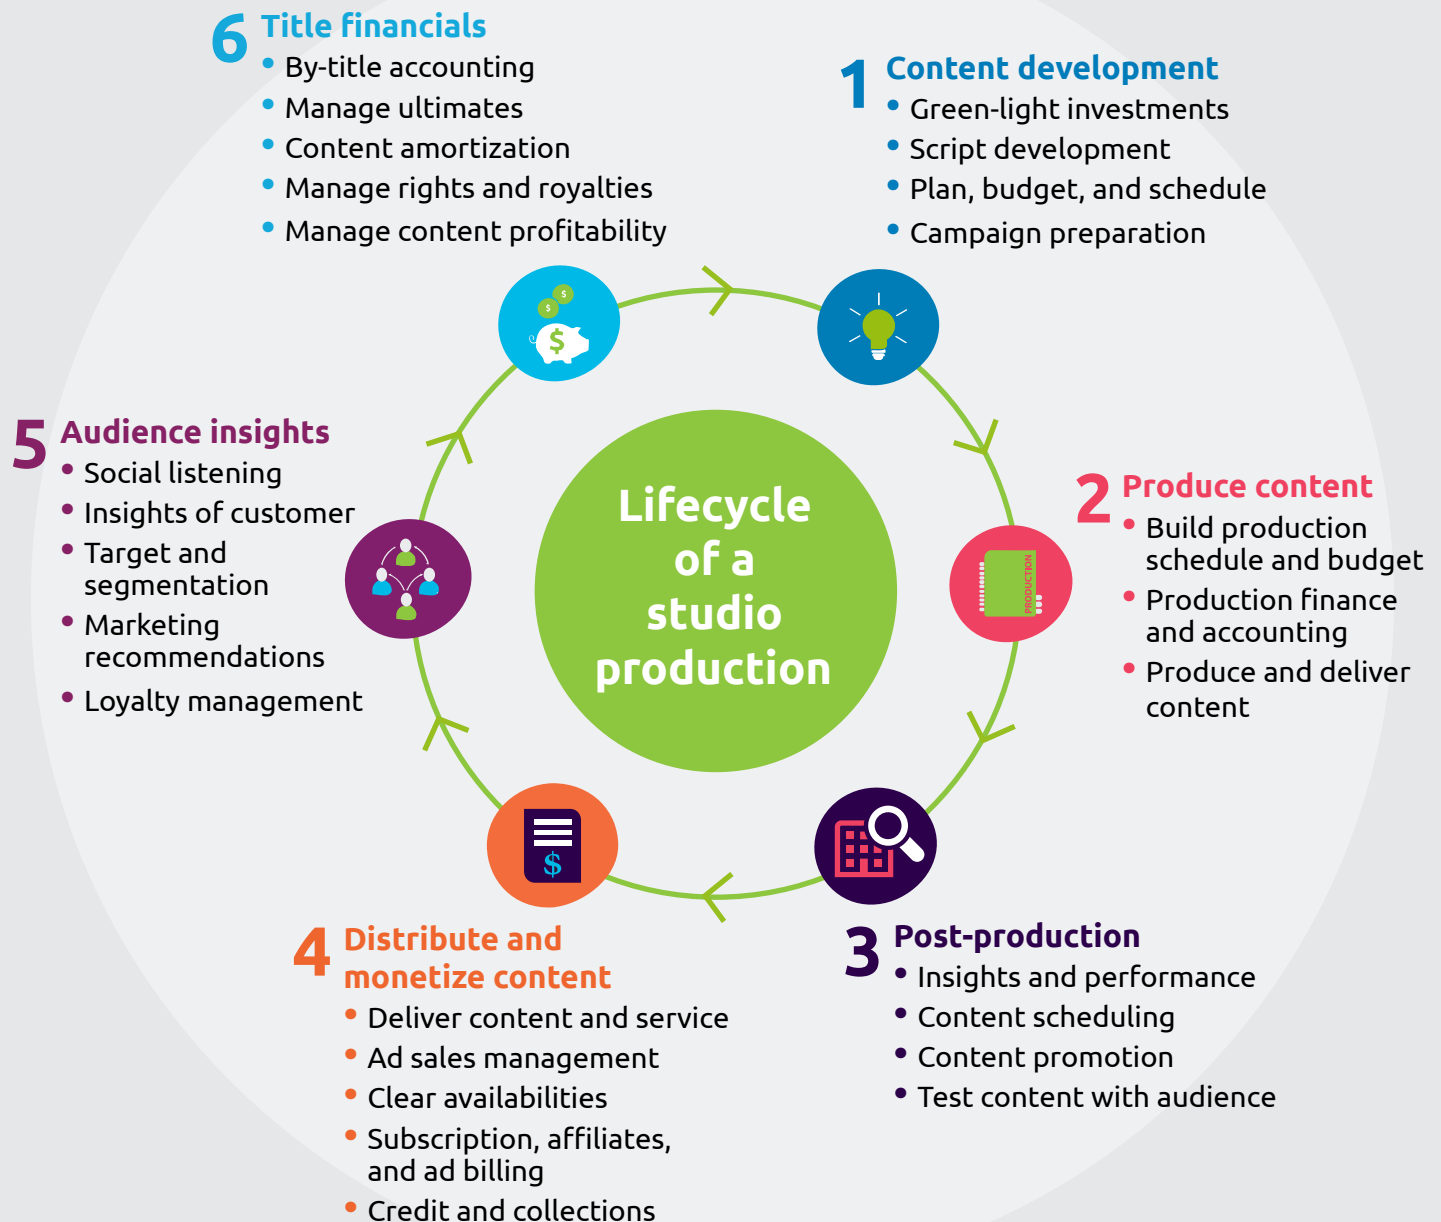 6 Title financials
• By-title accounting
• Manage ultimates
• Content amortization
• Manage rights and royalties
• Manage content profitability
1 Content development
• Green-light investments
• Script development
• Plan, budget, and schedule
• Campaign preparation
$
$
$
5 Audience insights
• Social listening
• Insights of customer
• Target and
segmentation
• Marketing
recommendations
• Loyalty management
Lifecycle
of a
studio
production
PRODUCTION
2 Produce content
• Build production
schedule and budget
• Production finance
and accounting
• Produce and deliver
content
$
4 Distribute and
monetize content
• Deliver content and service
• Ad sales management
• Clear availabilities
• Subscription, affiliates,
and ad billing
• Credit and collections
3 Post-production
• Insights and performance
• Content scheduling
• Content promotion
• Test content with audience